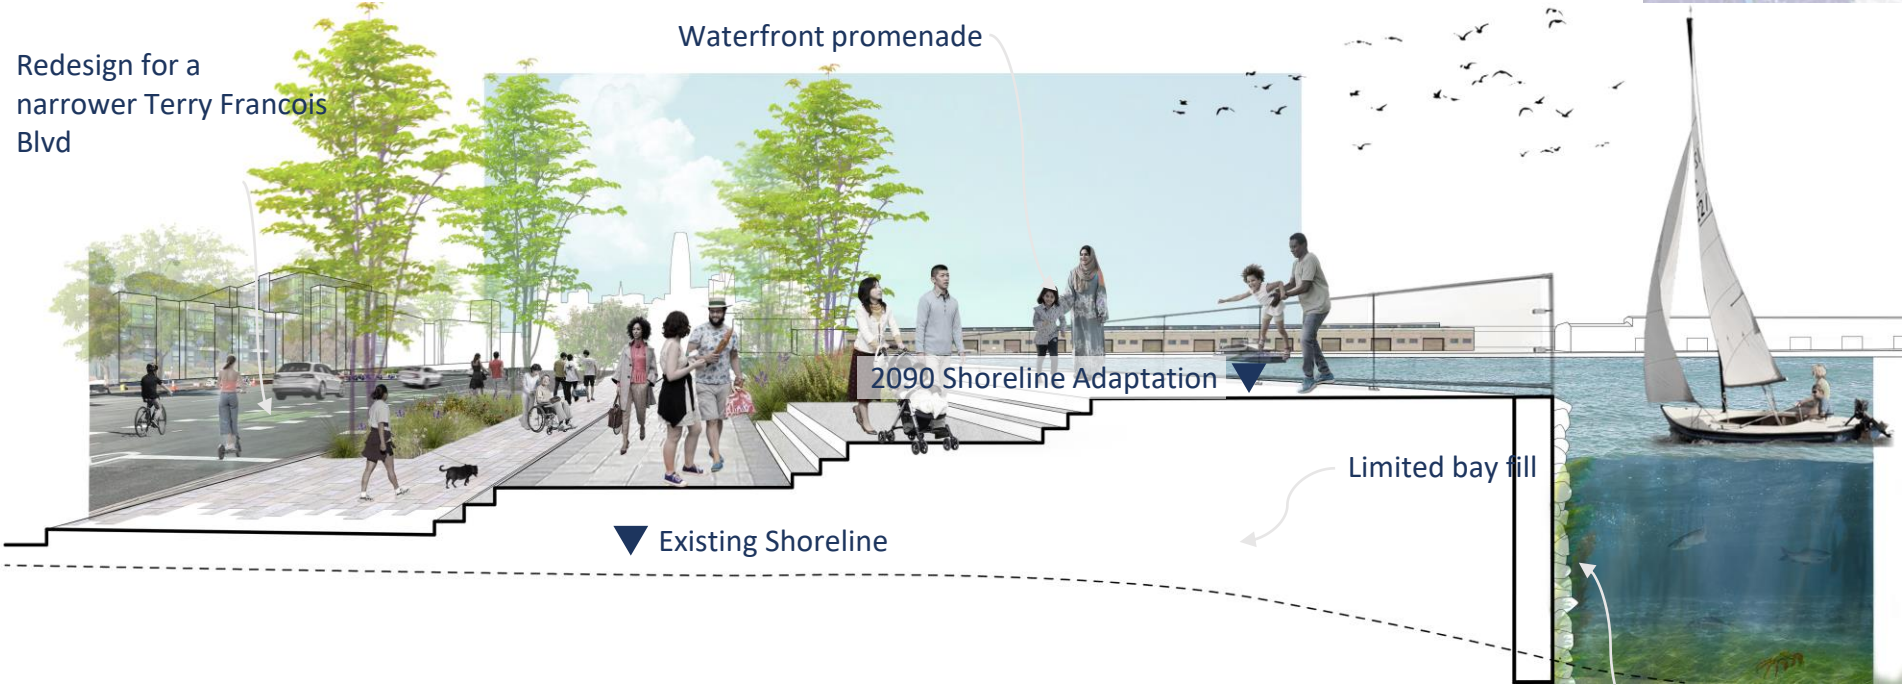 Redesign for a
narrower Terry Francois
Blvd
Waterfront promenade
2090 Shoreline Adaptation
Limited bay fill
Existing Shoreline